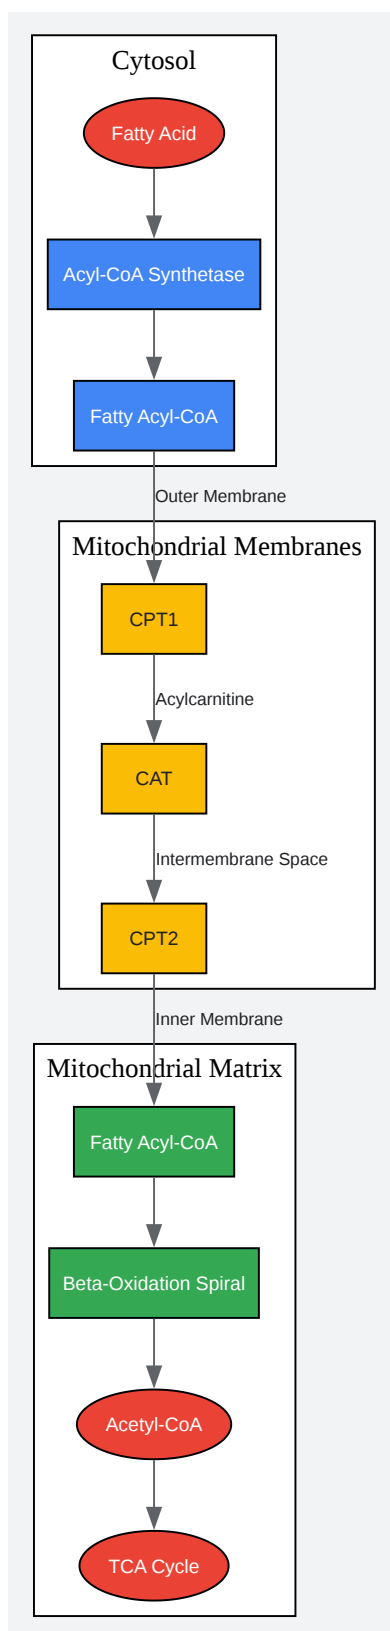 Cytosol
Fatty Acid
Acyl-CoA Synthetase
Fatty Acyl-CoA
Outer Membrane
Mitochondrial Membranes
CPT1
Acylcarnitine
CAT
Intermembrane Space
CPT2
Inner Membrane
Mitochondrial Matrix
Fatty Acyl-CoA
Beta-Oxidation Spiral
Acetyl-CoA
TCA Cycle